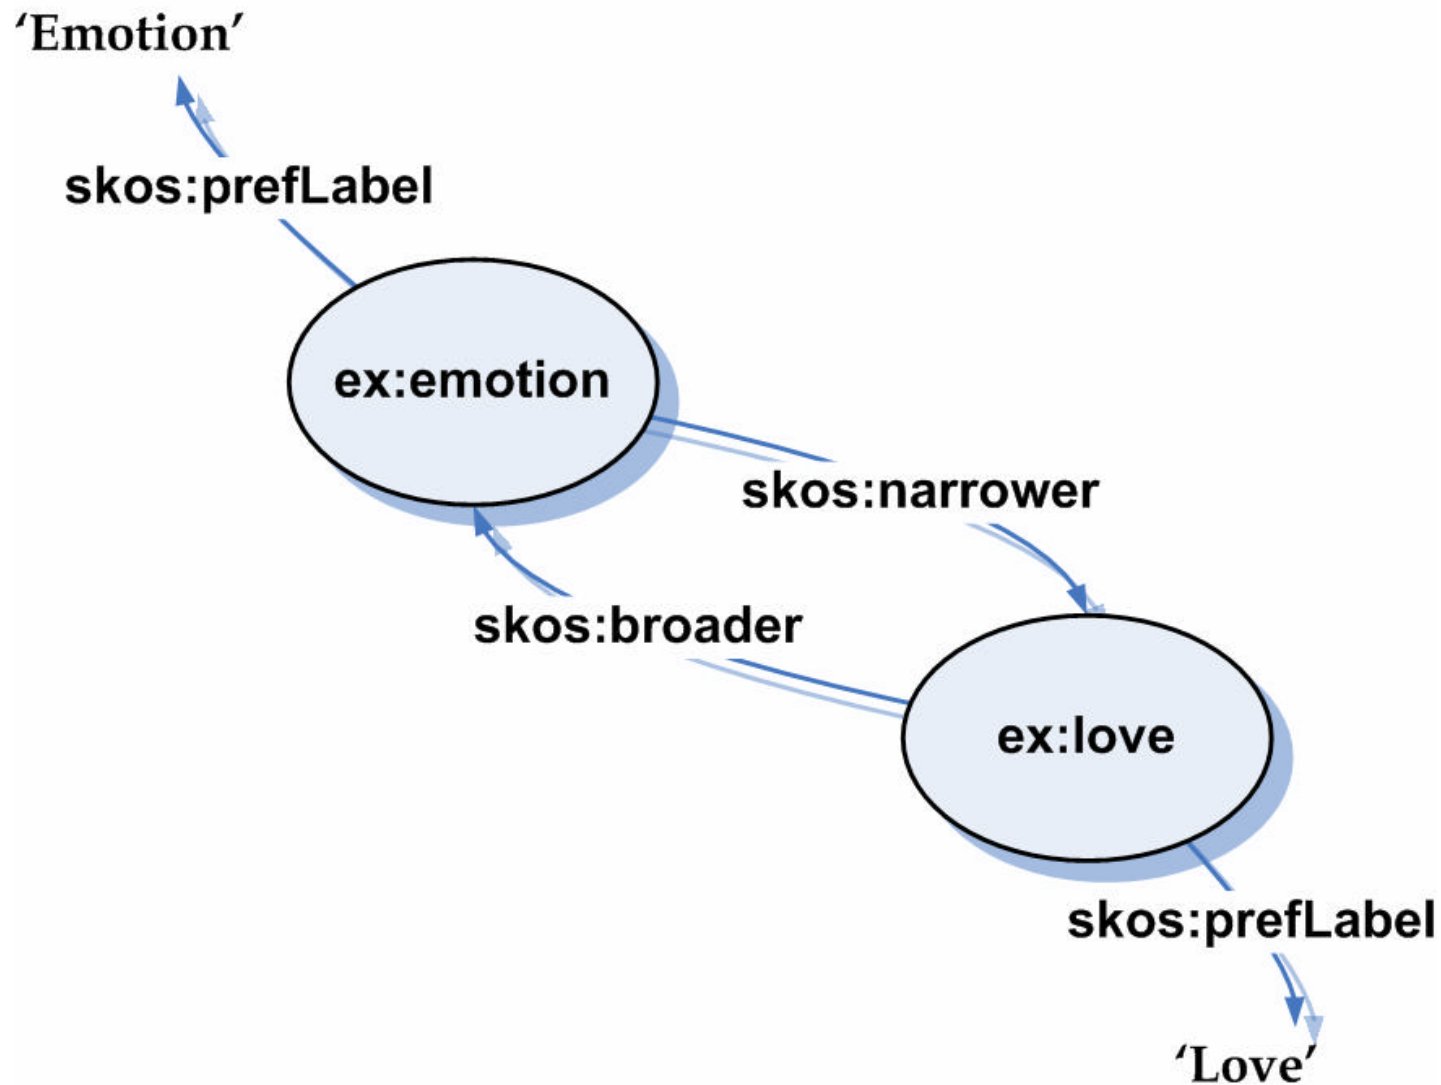 ‘Emotion’
skos:prefLabel
ex:emotion
skos:narrower
skos:broader
ex:love
skos:prefLabel
‘Love’